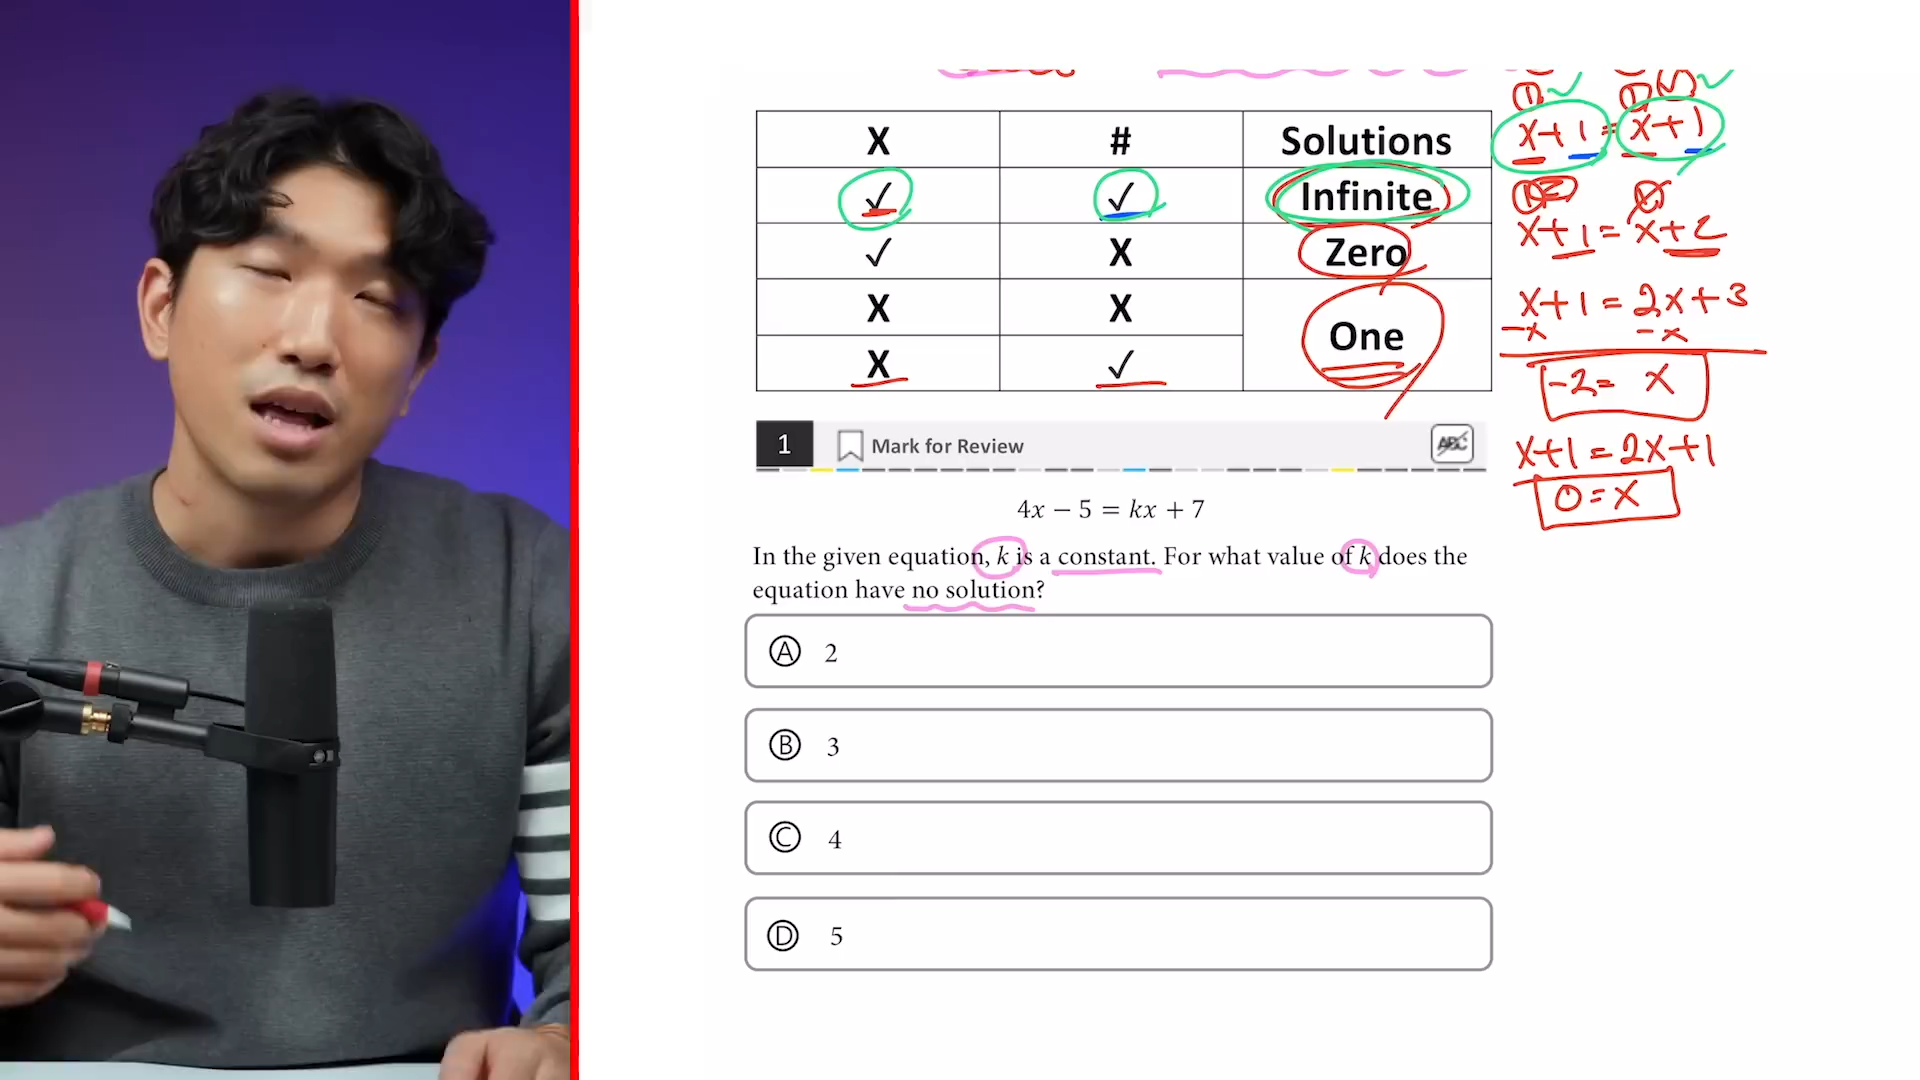 X # Solutions
✓ ✓ Infinite
✓ X Zero
X X One
X ✓
x+1 = x+1
x+1 = x+2
x+1 = 2x+3
-x -x
-2 = x
x+1 = 2x+1
0 = x
1 Mark for Review ABC
4x − 5 = kx + 7
In the given equation, k is a constant. For what value of k does the
equation have no solution?
A 2
B 3
C 4
D 5